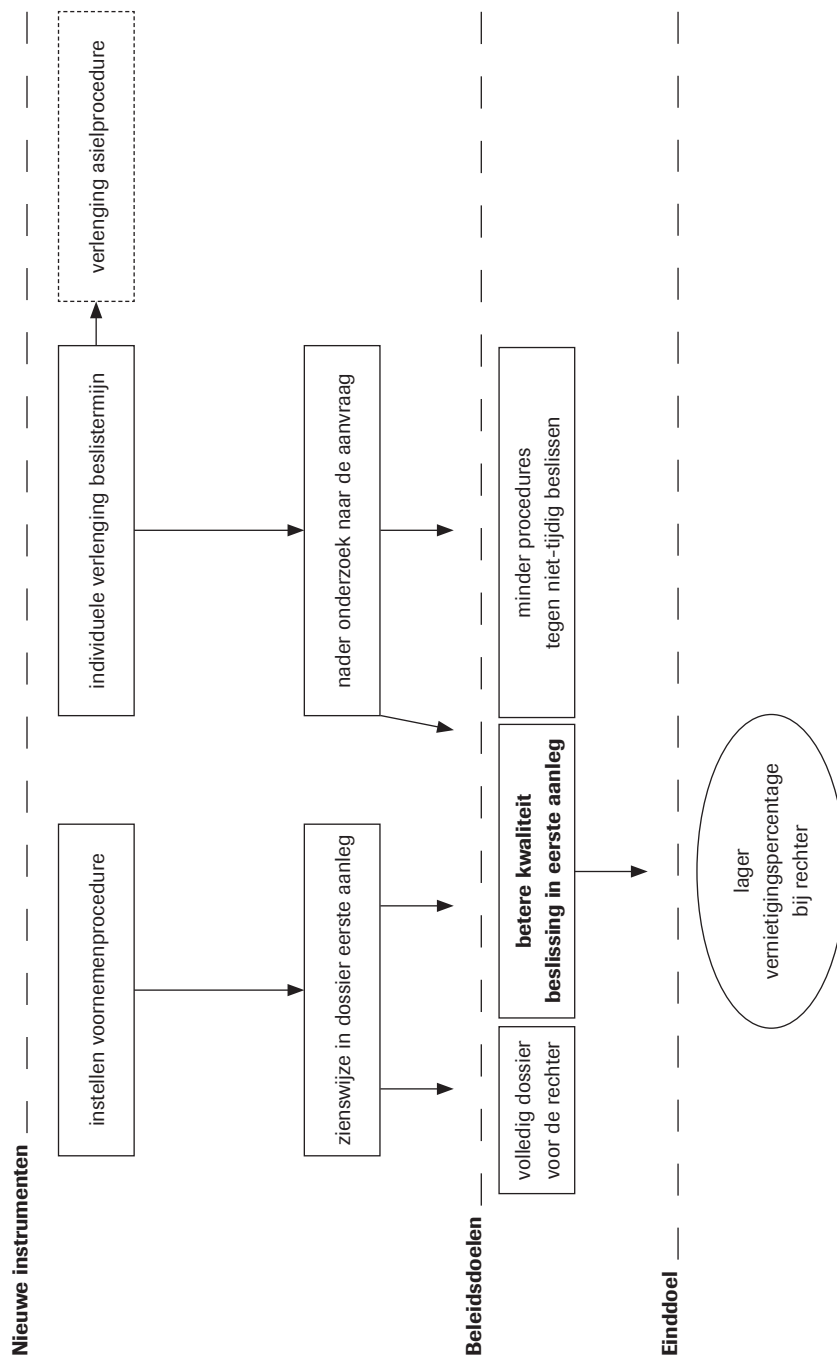 Nieuwe instrumenten
instellen voornemenprocedure
individuele verlenging beslistermijn
verlenging asielprocedure
zienswijze in dossier eerste aanleg
nader onderzoek naar de aanvraag
Beleidsdoelen
volledig dossier
voor de rechter
betere kwaliteit
beslissing in eerste aanleg
minder procedures
tegen niet-tijdig beslissen
Einddoel
lager
vernietigingspercentage
bij rechter